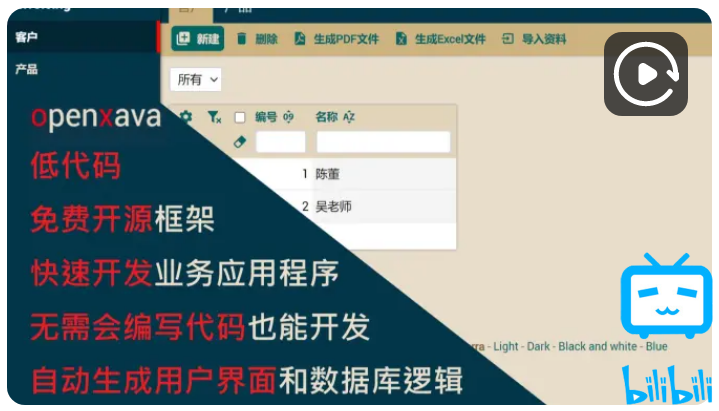 客户
产品
新建 删除 生成PDF文件 生成Excel文件 导入资料
所有
编号 名称
1 陈董
2 吴老师
openxava
低代码
免费开源框架
快速开发业务应用程序
无需会编写代码也能开发
自动生成用户界面和数据库逻辑
- Light - Dark - Black and white - Blue
bilibili